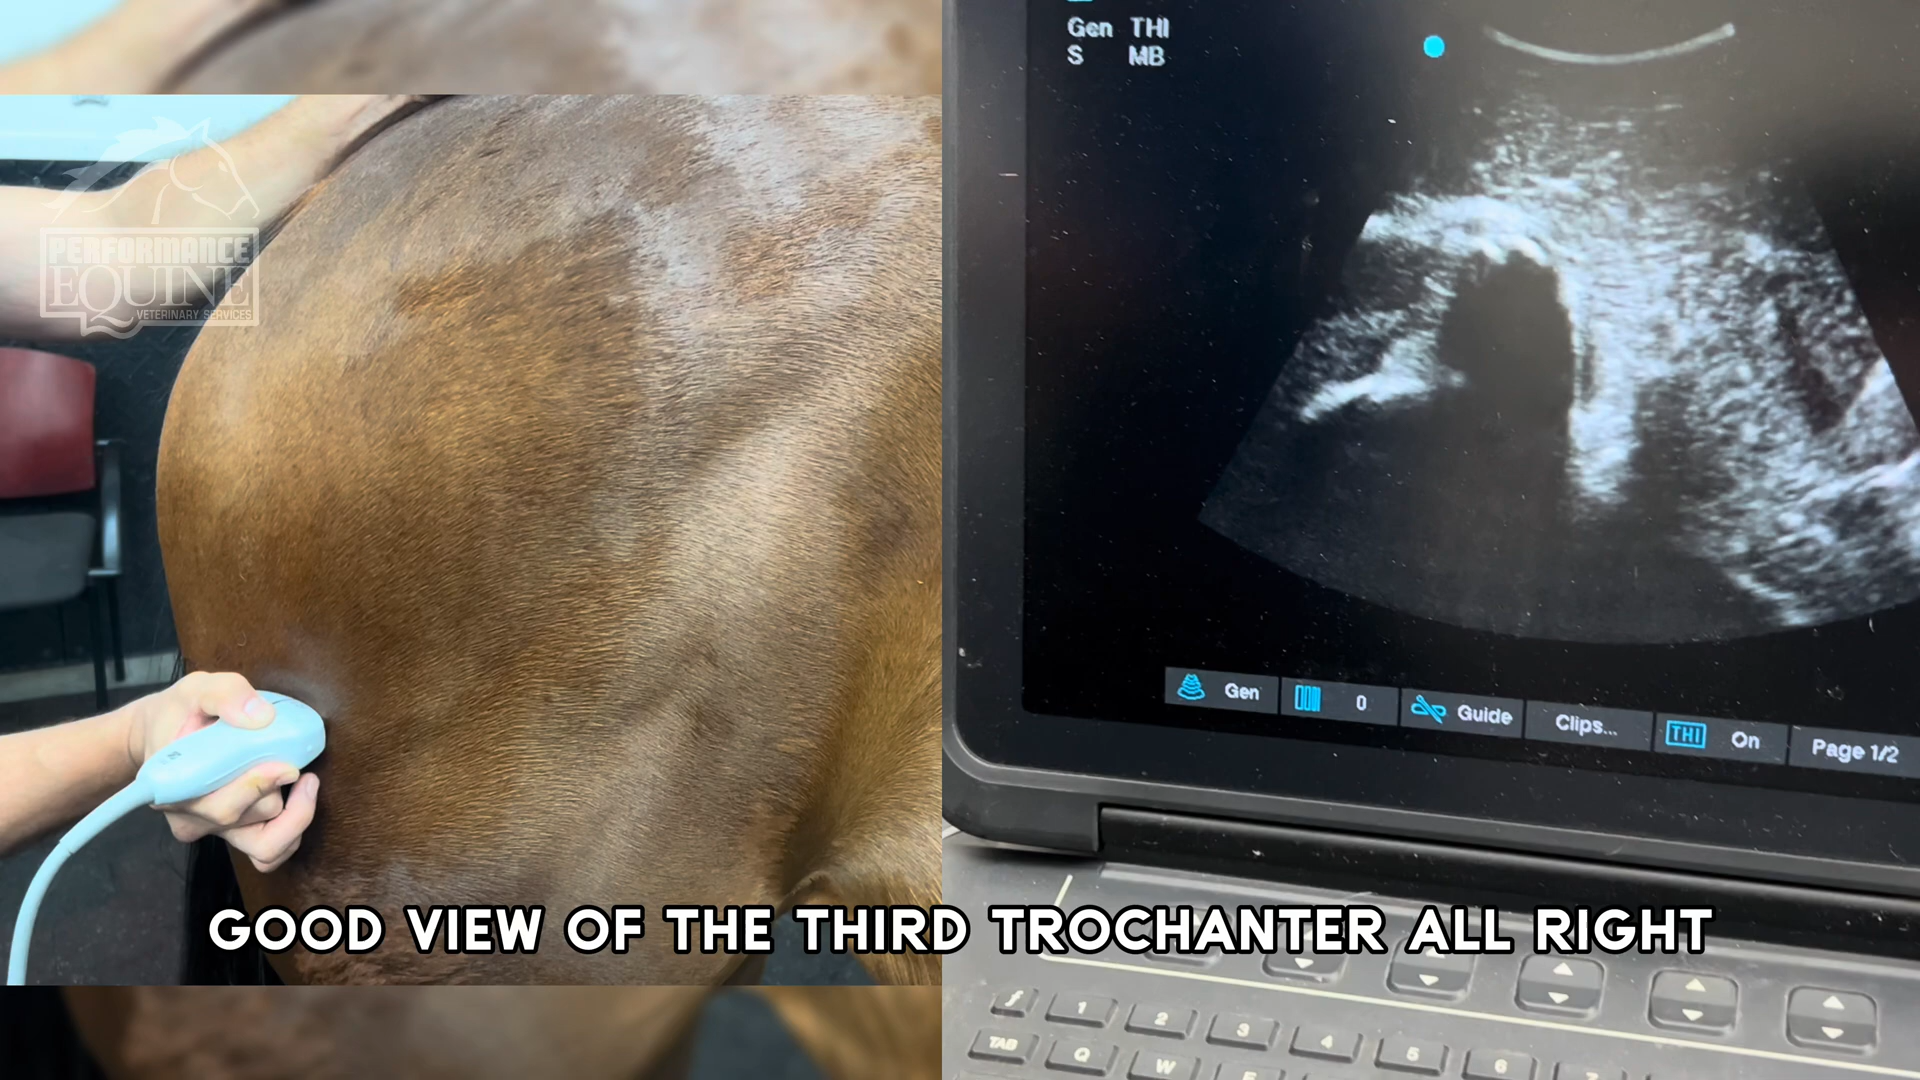 PERFORMANCE
EQUINE
VETERINARY SERVICES
Gen THI
S MB
Gen
0
Guide
Clips...
THI On
Page 1/2
GOOD VIEW OF THE THIRD TROCHANTER ALL RIGHT
f 1 2 3 4 5 6 7
TAB Q W E